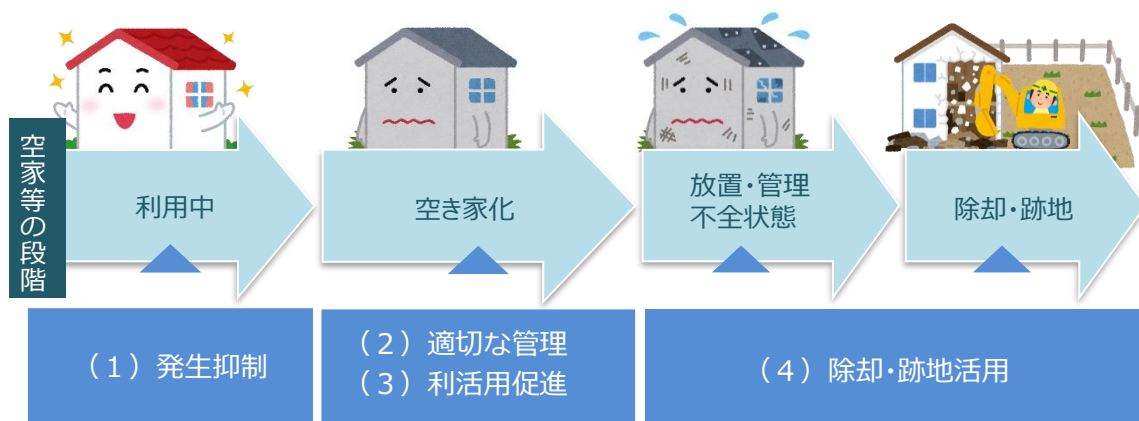 空家等の段階
利用中
空き家化
放置・管理
不全状態
除却・跡地
（１）発生抑制
（２）適切な管理
（３）利活用促進
（４）除却・跡地活用